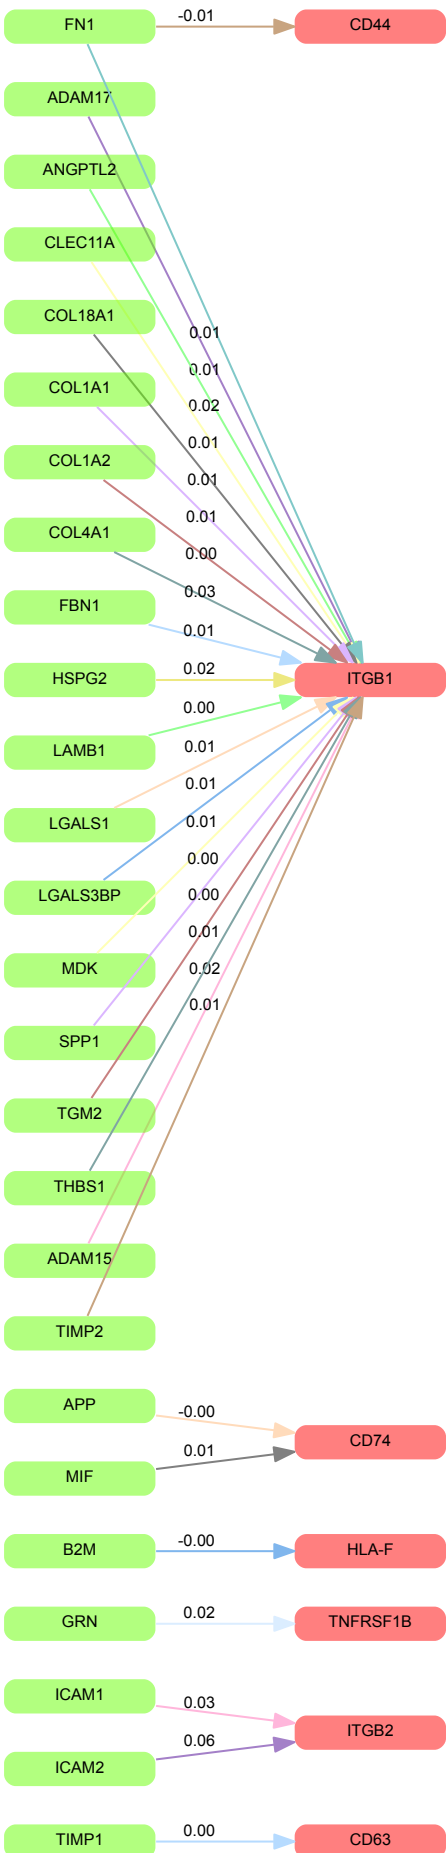 FN1 -0.01 CD44
ADAM17
ANGPTL2
CLEC11A
COL18A1
0.01
0.01
COL1A1
0.02
0.01
COL1A2
0.01
0.01
COL4A1
0.00
0.03
FBN1
0.01
HSPG2 0.02 ITGB1
0.00
LAMB1 0.01
0.01
LGALS1 0.01
0.00
LGALS3BP 0.00
0.01
MDK 0.02
0.01
SPP1
TGM2
THBS1
ADAM15
TIMP2
APP -0.00
CD74
MIF 0.01
B2M -0.00 HLA-F
GRN 0.02 TNFRSF1B
ICAM1 0.03
ITGB2
ICAM2 0.06
TIMP1 0.00 CD63